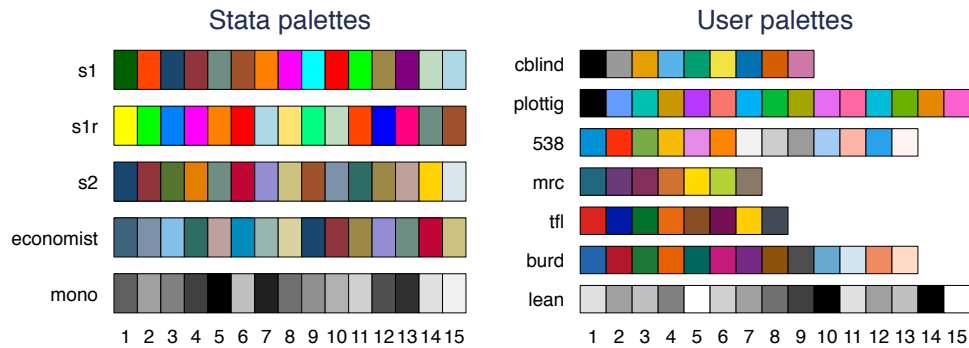 Stata palettes
s1
s1r
s2
economist
mono
1 2 3 4 5 6 7 8 9 10 11 12 13 14 15
User palettes
cblind
plottig
538
mrc
tfl
burd
lean
1 2 3 4 5 6 7 8 9 10 11 12 13 14 15